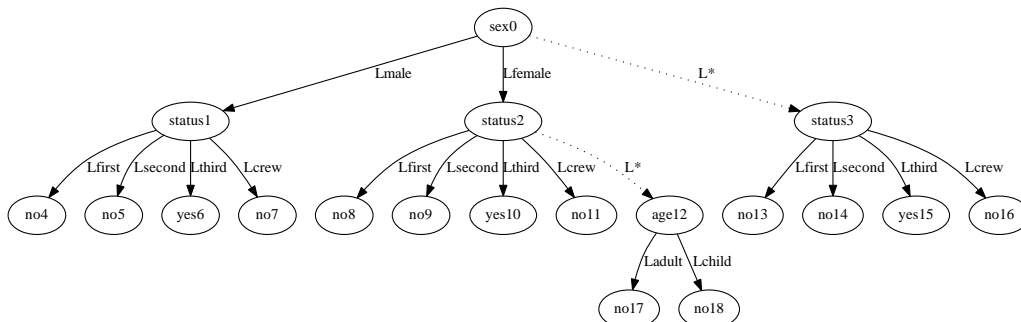 sex0
Lmale
Lfemale
L*
status1
status2
status3
Lfirst
Lsecond
Lthird
Lcrew
Lfirst
Lsecond
Lthird
Lcrew
L*
Lfirst
Lsecond
Lthird
Lcrew
no4
no5
yes6
no7
no8
no9
yes10
no11
age12
no13
no14
yes15
no16
Ladult
Lchild
no17
no18